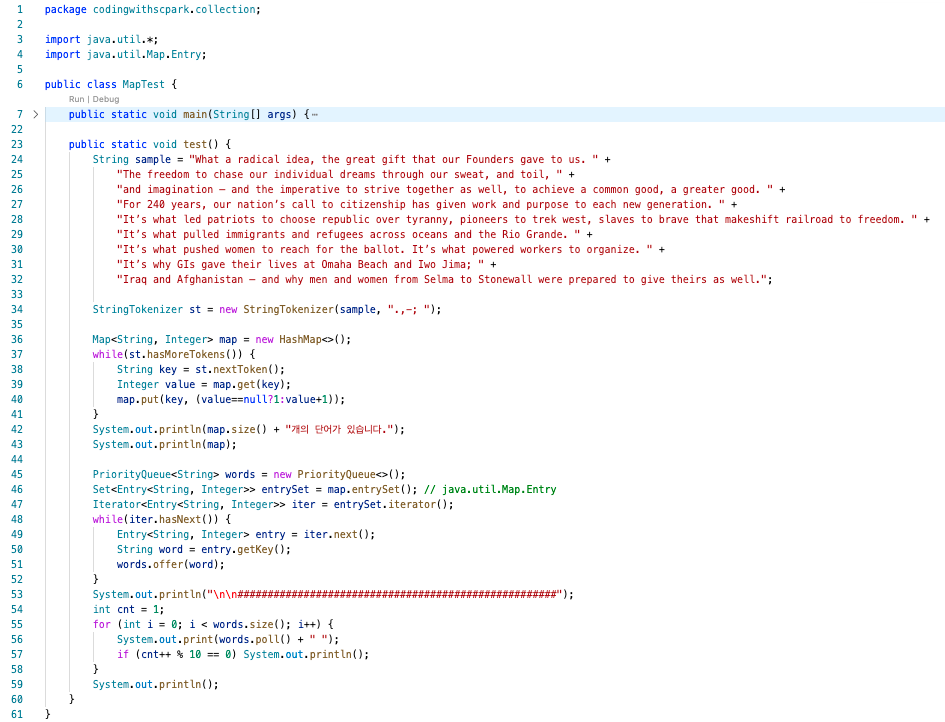 1 package codingwithscpark.collection;
2
3 import java.util.*;
4 import java.util.Map.Entry;
5
6 public class MapTest {
Run | Debug
7 > public static void main(String[] args) { ⋯
22
23 public static void test() {
24 String sample = "What a radical idea, the great gift that our Founders gave to us. " +
25 "The freedom to chase our individual dreams through our sweat, and toil, " +
26 "and imagination – and the imperative to strive together as well, to achieve a common good, a greater good. " +
27 "For 240 years, our nation’s call to citizenship has given work and purpose to each new generation. " +
28 "It’s what led patriots to choose republic over tyranny, pioneers to trek west, slaves to brave that makeshift railroad to freedom. " +
29 "It’s what pulled immigrants and refugees across oceans and the Rio Grande. " +
30 "It’s what pushed women to reach for the ballot. It’s what powered workers to organize. " +
31 "It’s why GIs gave their lives at Omaha Beach and Iwo Jima; " +
32 "Iraq and Afghanistan – and why men and women from Selma to Stonewall were prepared to give theirs as well.";
33
34 StringTokenizer st = new StringTokenizer(sample, ".,–; ");
35
36 Map<String, Integer> map = new HashMap<>();
37 while(st.hasMoreTokens()) {
38 String key = st.nextToken();
39 Integer value = map.get(key);
40 map.put(key, (value==null?1:value+1));
41 }
42 System.out.println(map.size() + "개의 단어가 있습니다.");
43 System.out.println(map);
44
45 PriorityQueue<String> words = new PriorityQueue<>();
46 Set<Entry<String, Integer>> entrySet = map.entrySet(); // java.util.Map.Entry
47 Iterator<Entry<String, Integer>> iter = entrySet.iterator();
48 while(iter.hasNext()) {
49 Entry<String, Integer> entry = iter.next();
50 String word = entry.getKey();
51 words.offer(word);
52 }
53 System.out.println("\n\n#####################################################");
54 int cnt = 1;
55 for (int i = 0; i < words.size(); i++) {
56 System.out.print(words.poll() + " ");
57 if (cnt++ % 10 == 0) System.out.println();
58 }
59 System.out.println();
60 }
61 }